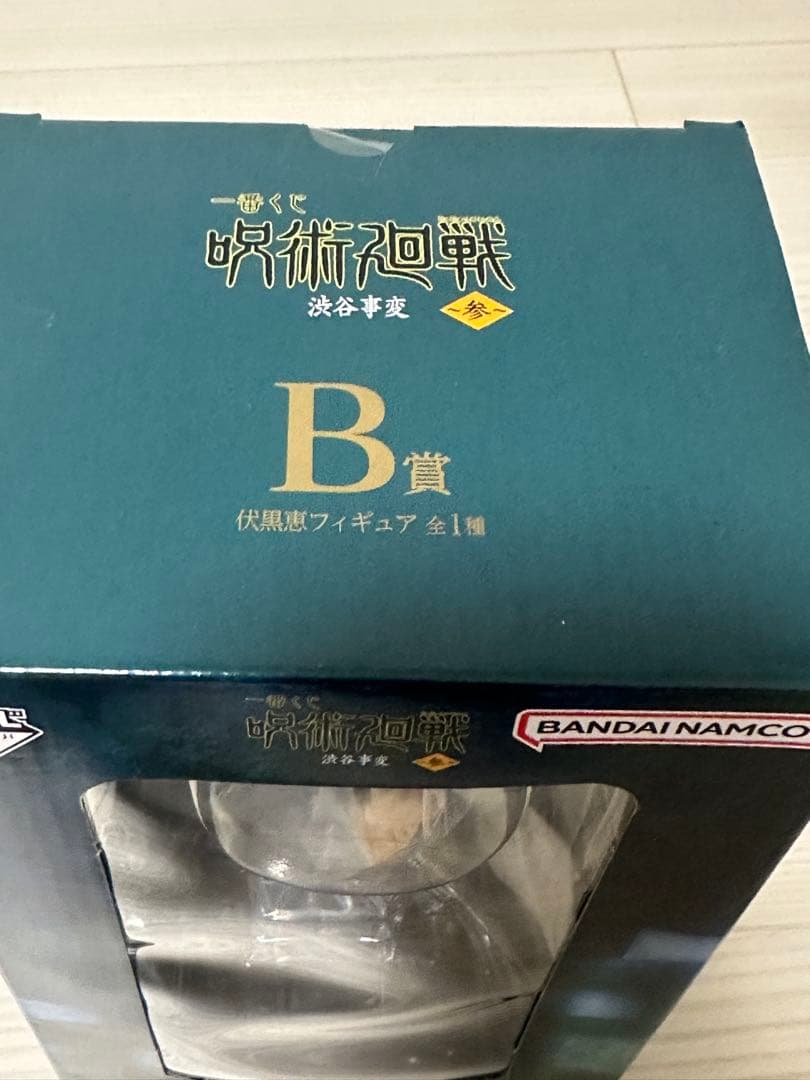 一番くじ
呪術廻戦
渋谷事変 ～参～
B賞
伏黒恵フィギュア 全1種
一番くじ
呪術廻戦
渋谷事変 ～参～
BANDAI NAMCO